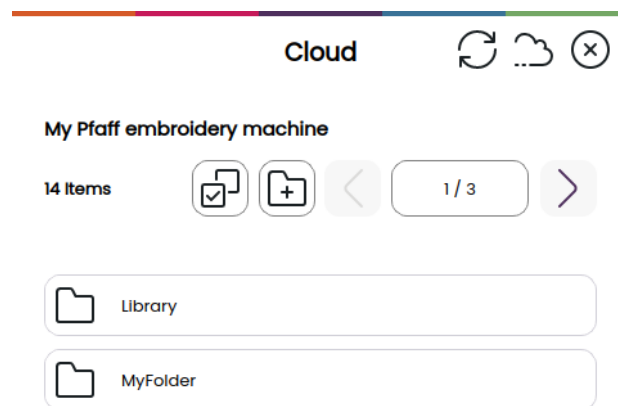 Cloud
My Pfaff embroidery machine
14 Items
1 / 3
Library
MyFolder